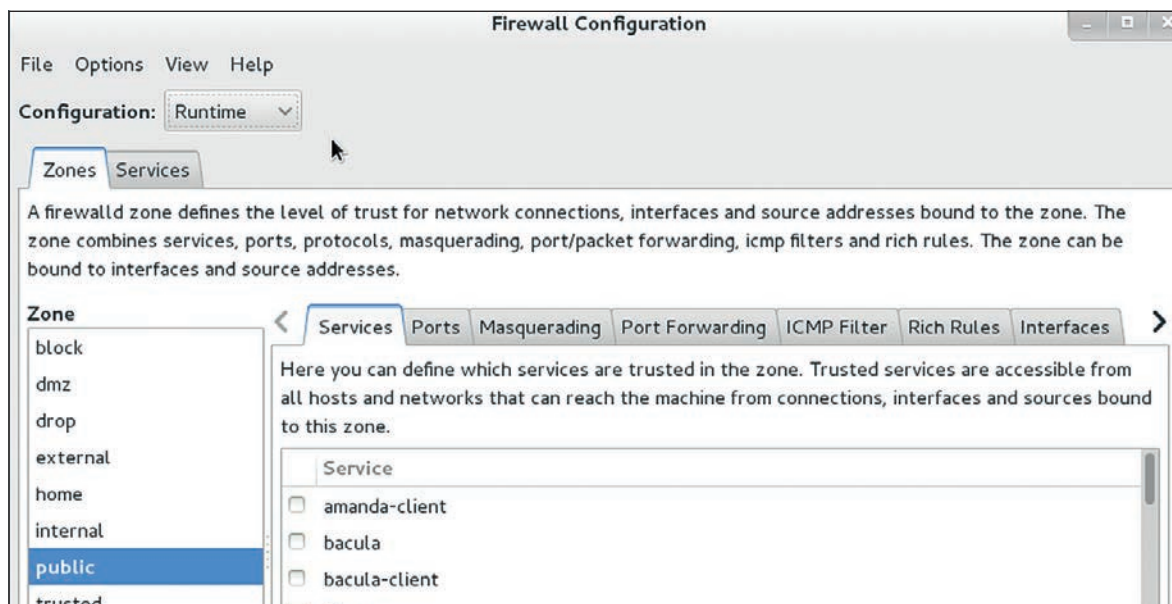 Firewall Configuration
File Options View Help
Configuration: Runtime
Zones Services
A firewalld zone defines the level of trust for network connections, interfaces and source addresses bound to the zone. The
zone combines services, ports, protocols, masquerading, port/packet forwarding, icmp filters and rich rules. The zone can be
bound to interfaces and source addresses.
Zone
block
dmz
drop
external
home
internal
public
trusted
Services Ports Masquerading Port Forwarding ICMP Filter Rich Rules Interfaces
Here you can define which services are trusted in the zone. Trusted services are accessible from
all hosts and networks that can reach the machine from connections, interfaces and sources bound
to this zone.
Service
amanda-client
bacula
bacula-client